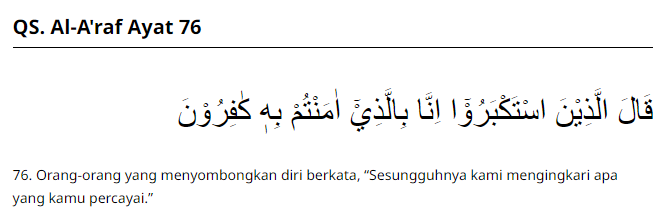 QS. Al-A'raf Ayat 76
قَالَ الَّذِيْنَ اسْتَكْبَرُوْٓا اِنَّا بِالَّذِيْٓ اٰمَنْتُمْ بِهٖ كٰفِرُوْنَ
76. Orang-orang yang menyombongkan diri berkata, “Sesungguhnya kami mengingkari apa
yang kamu percayai.”